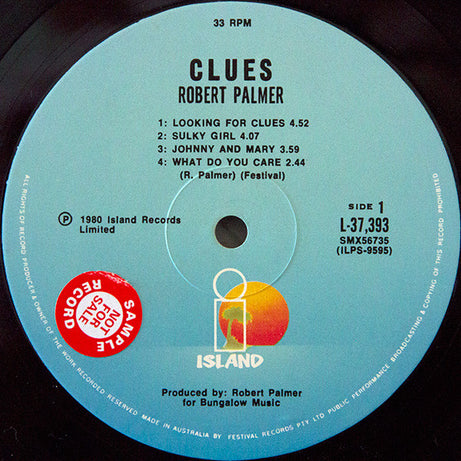 33 RPM
CLUES
ROBERT PALMER
1: LOOKING FOR CLUES 4.52
2: SULKY GIRL 4.07
3: JOHNNY AND MARY 3.59
4: WHAT DO YOU CARE 2.44
(R. Palmer) (Festival)
Ⓟ 1980 Island Records
Limited
SIDE 1
L-37,393
SMX56735
(ILPS-9595)
SAMPLE
NOT
FOR
SALE
RECORD
ISLAND
Produced by: Robert Palmer
for Bungalow Music
ALL RIGHTS OF RECORD PRODUCER & OWNER OF THE WORK RECORDED RESERVED MADE IN AUSTRALIA BY FESTIVAL RECORDS PTY LTD PUBLIC PERFORMANCE BROADCASTING & COPYING OF THIS RECORD PROHIBITED